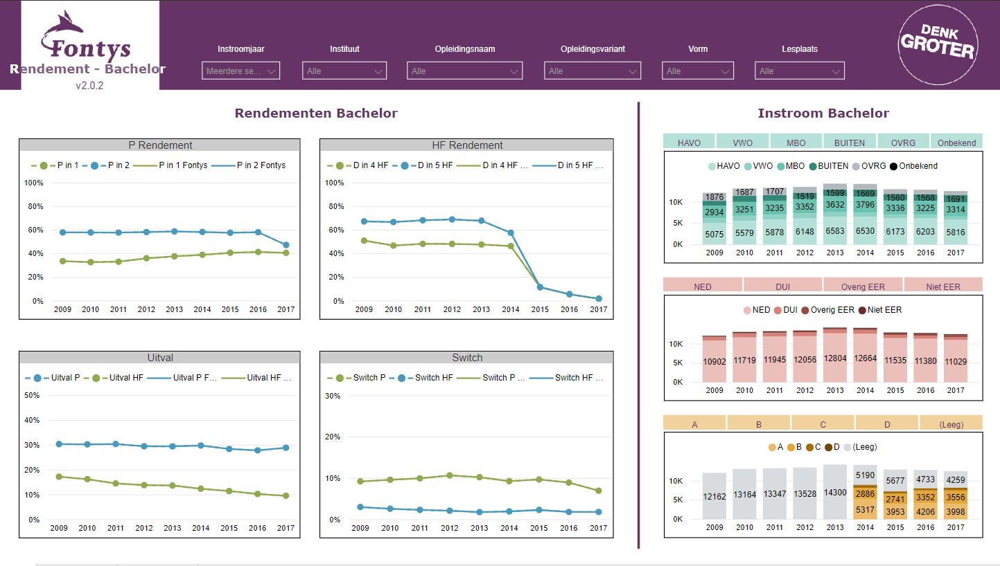 Fontys
Rendement - Bachelor
v2.0.2
Instroomjaar Instituut Opleidingsnaam Opleidingsvariant Vorm Lesplaats
Meerdere se... Alle Alle Alle Alle Alle
DENK
GROTER
Rendementen Bachelor
P Rendement
P in 1 P in 2 P in 1 Fontys P in 2 Fontys
100%
80%
60%
40%
20%
0%
2009 2010 2011 2012 2013 2014 2015 2016 2017
HF Rendement
D in 4 HF D in 5 HF D in 4 HF ... D in 5 HF ...
100%
80%
60%
40%
20%
0%
2009 2010 2011 2012 2013 2014 2015 2016 2017
Uitval
Uitval P Uitval HF Uitval P F... Uitval HF ...
50%
40%
30%
20%
10%
0%
2009 2010 2011 2012 2013 2014 2015 2016 2017
Switch
Switch P Switch HF Switch P ... Switch HF ...
30%
20%
10%
0%
2009 2010 2011 2012 2013 2014 2015 2016 2017
Instroom Bachelor
HAVO VWO MBO BUITEN OVRG Onbekend
HAVO VWO MBO BUITEN OVRG Onbekend
1876 1687 1707 1519 1599 1669 1560 1568 1691
10K
2934 3251 3235 3352 3632 3796 3336 3225 3314
5K
5075 5579 5878 6148 6583 6530 6173 6203 5816
0K
2009 2010 2011 2012 2013 2014 2015 2016 2017
NED DUI Overig EER Niet EER
NED DUI Overig EER Niet EER
10K
5K
10902 11719 11945 12056 12804 12664 11535 11380 11029
0K
2009 2010 2011 2012 2013 2014 2015 2016 2017
A B C D (Leeg)
A B C D (Leeg)
10K
5190 5677 4733 4259
5K
12162 13164 13347 13528 14300 2886 2741 3352 3556
5317 3953 4206 3998
0K
2009 2010 2011 2012 2013 2014 2015 2016 2017